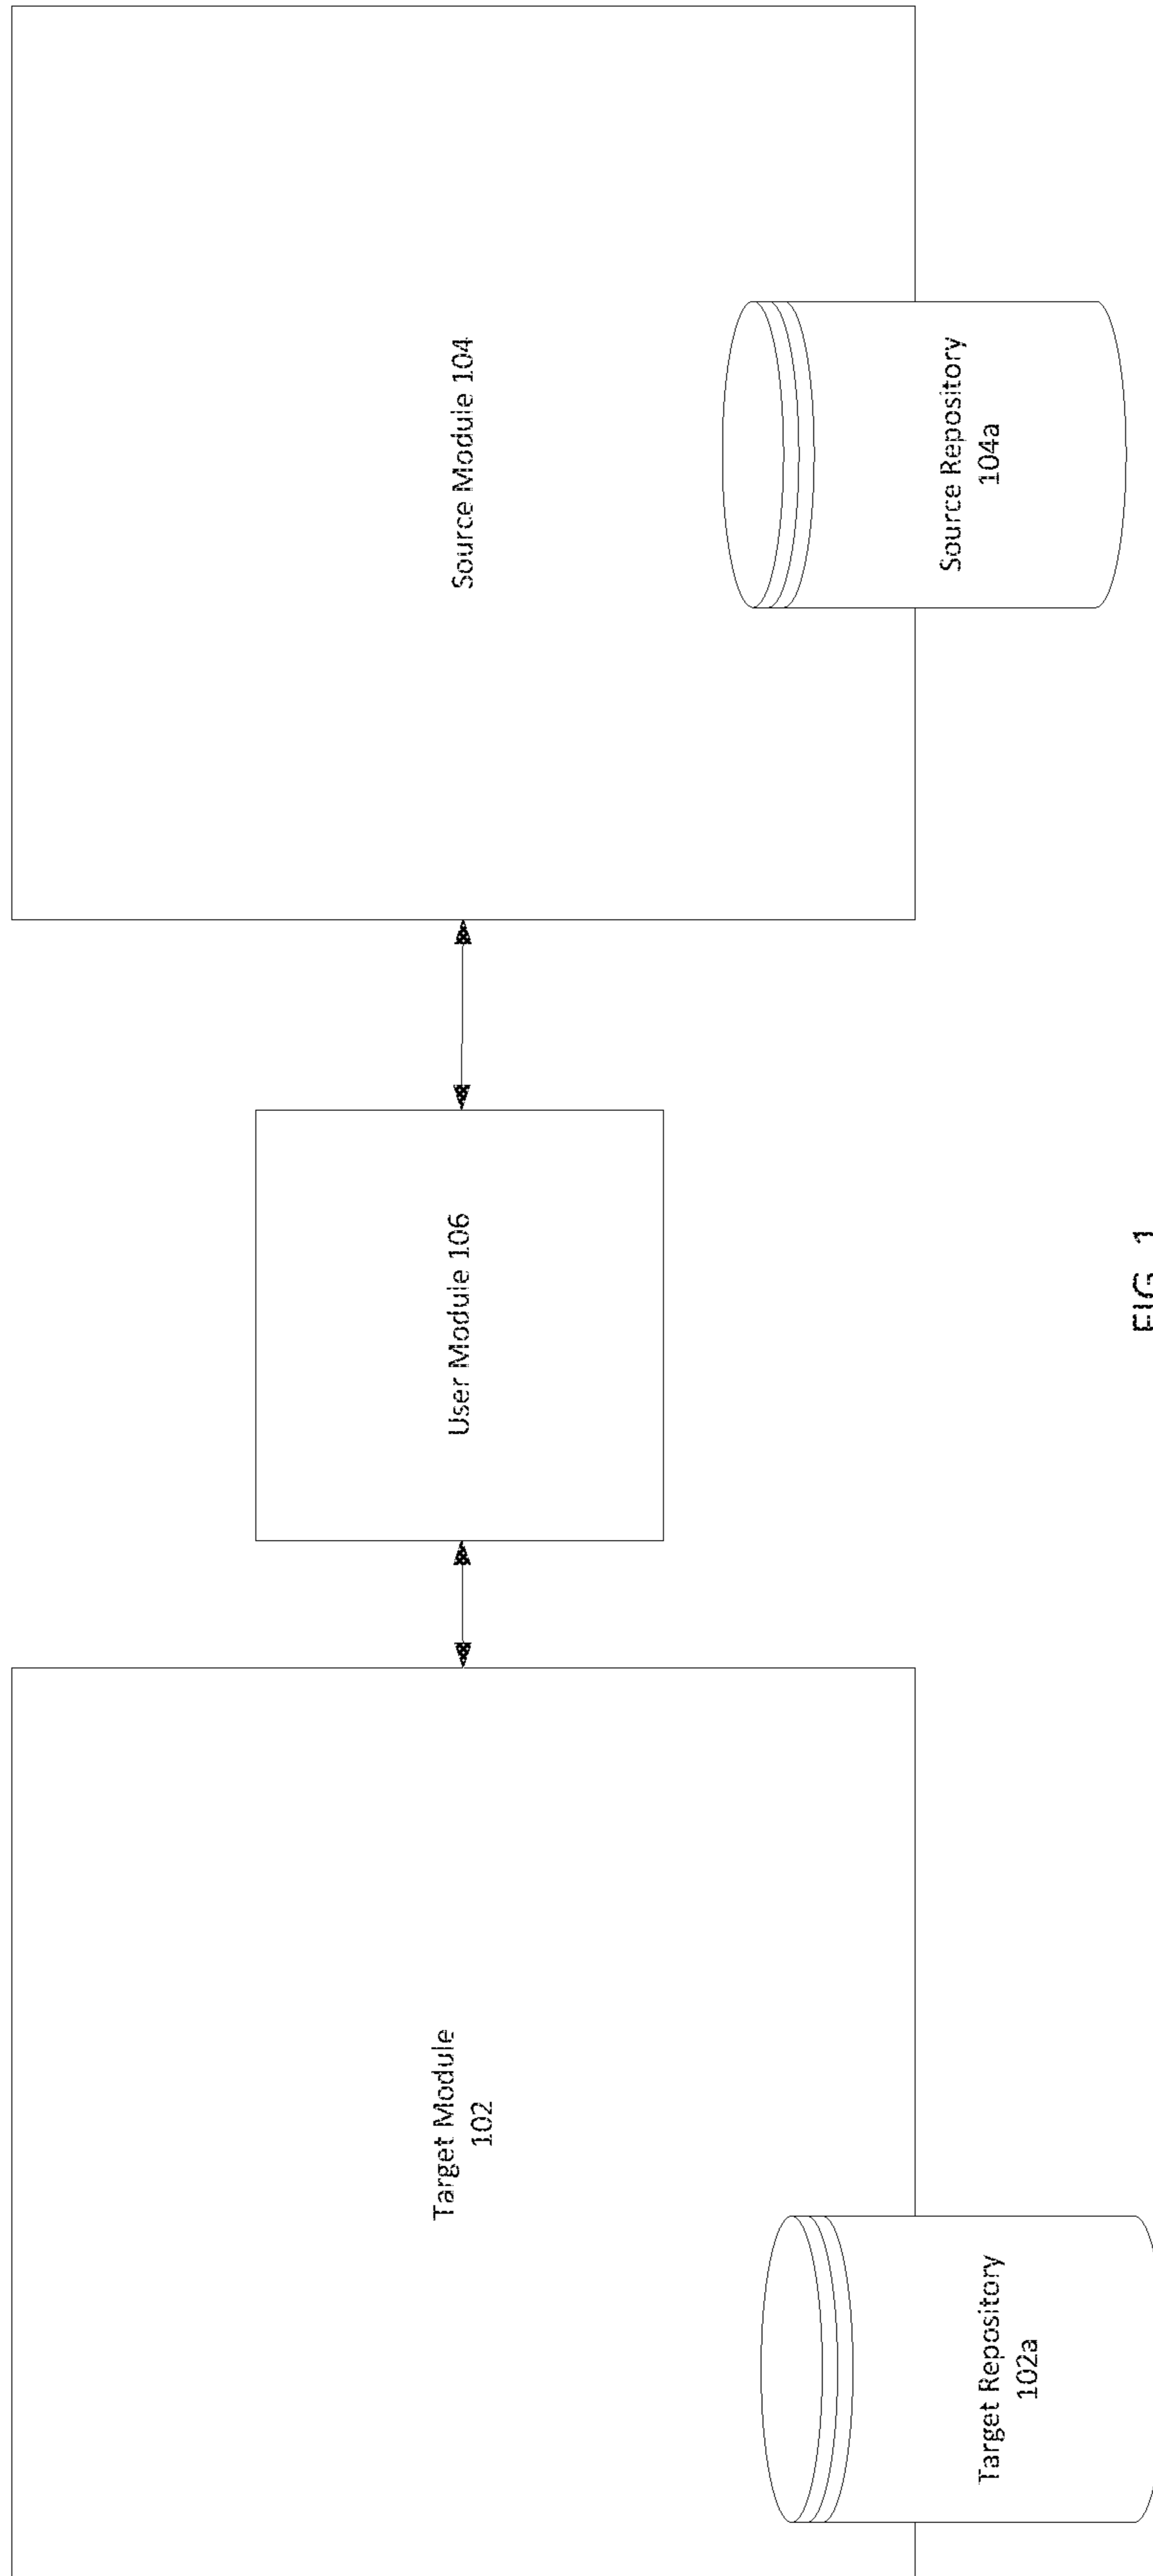 Target Module
102
Target Repository
102a
User Module 106
Source Module 104
Source Repository
104a
FIG. 1